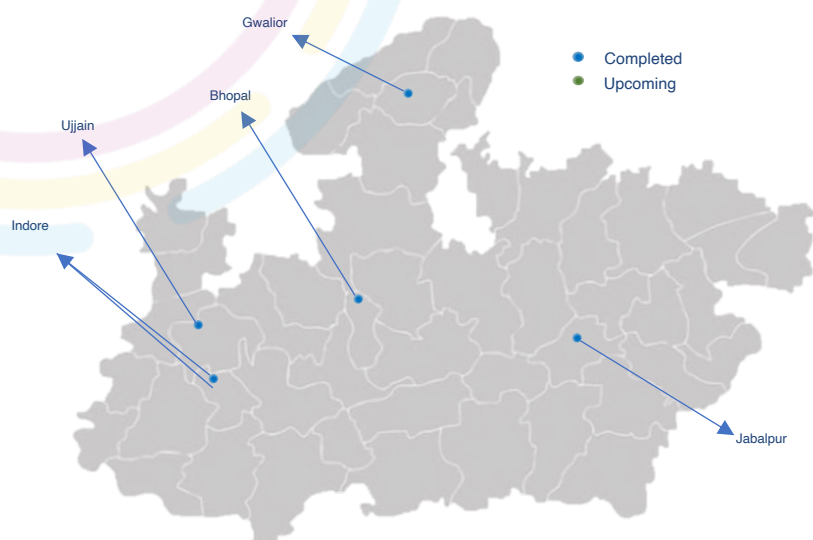 Gwalior
Completed
Upcoming
Bhopal
Ujjain
Indore
Jabalpur